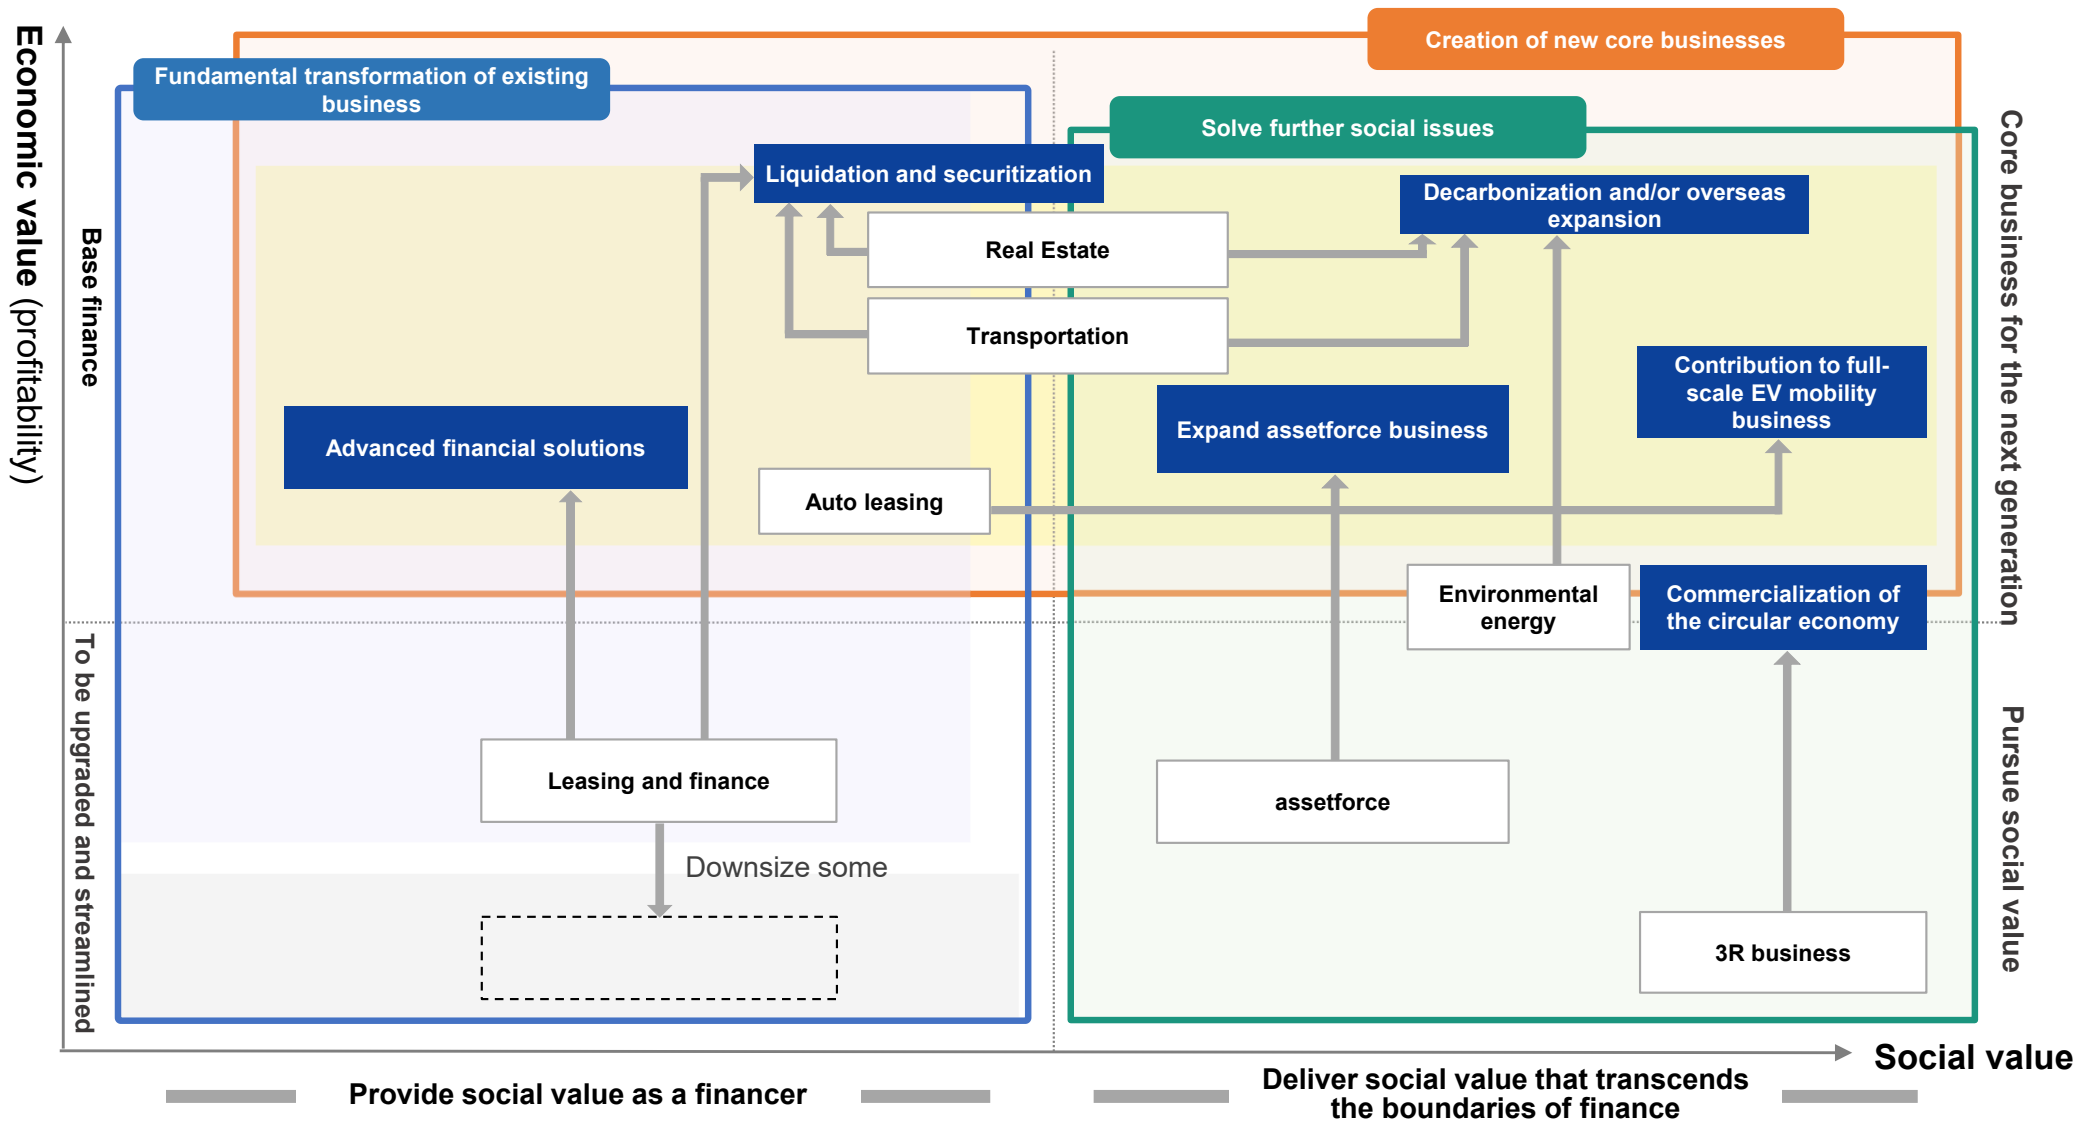 Economic value (profitability)
Base finance
To be upgraded and streamlined
Creation of new core businesses
Fundamental transformation of existing
business
Solve further social issues
Liquidation and securitization
Decarbonization and/or overseas
expansion
Real Estate
Transportation
Contribution to full-
scale EV mobility
business
Advanced financial solutions
Expand assetforce business
Auto leasing
Environmental
energy
Commercialization of
the circular economy
Leasing and finance
assetforce
Downsize some
3R business
Core business for the next generation
Pursue social value
Social value
Provide social value as a financer
Deliver social value that transcends
the boundaries of finance